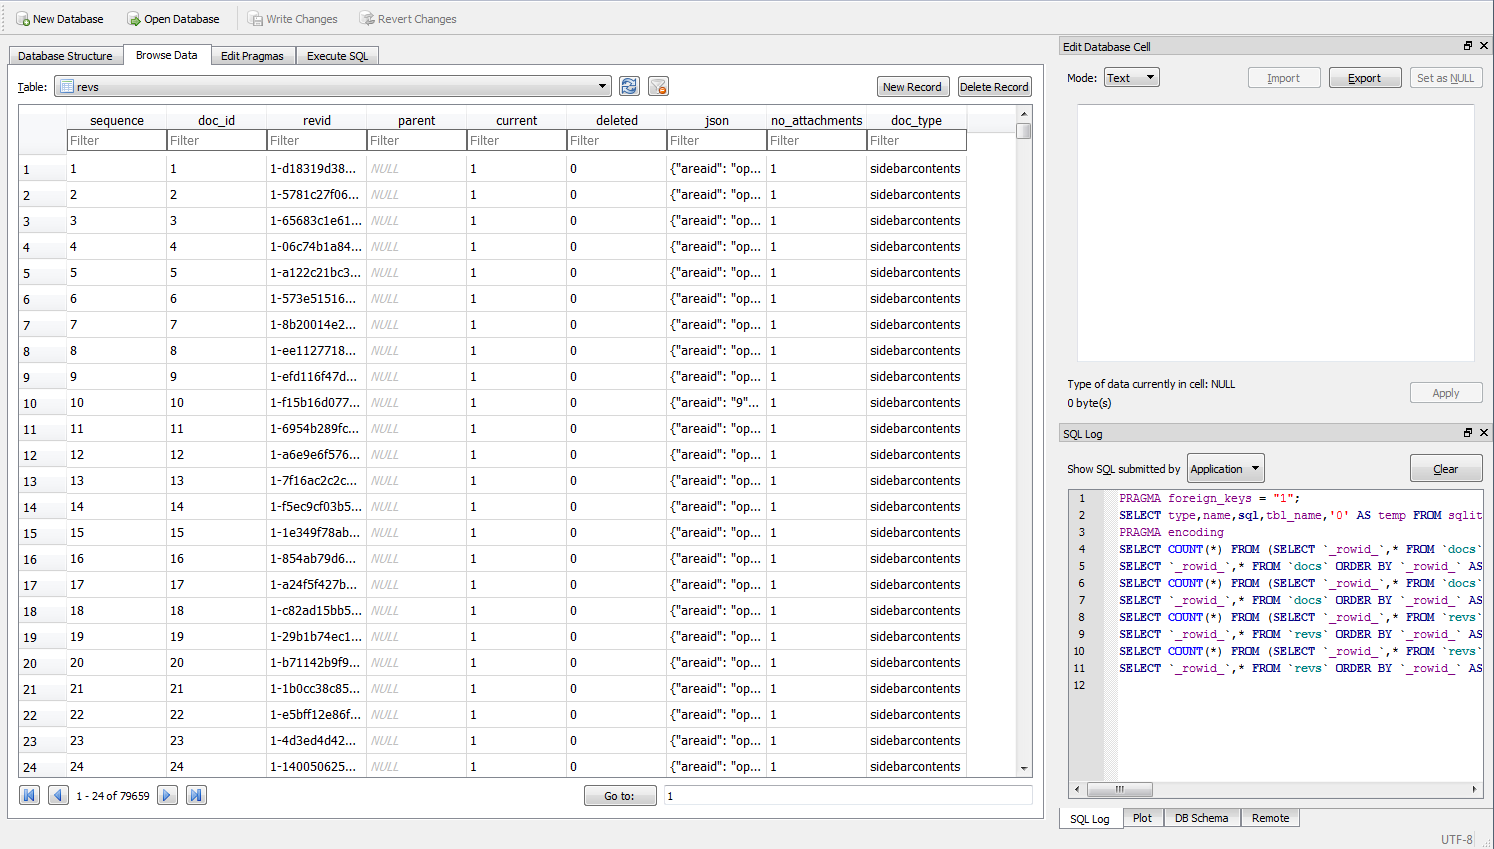 New Database Open Database Write Changes Revert Changes
Database Structure Browse Data Edit Pragmas Execute SQL
Table: revs New Record Delete Record
sequence doc_id revid parent current deleted json no_attachments doc_type
Filter Filter Filter Filter Filter Filter Filter Filter Filter
1 1 1 1-d18319d38... NULL 1 0 {"areaid": "op... 1 sidebarcontents
2 2 2 1-5781c27f06... NULL 1 0 {"areaid": "op... 1 sidebarcontents
3 3 3 1-65683c1e61... NULL 1 0 {"areaid": "op... 1 sidebarcontents
4 4 4 1-06c74b1a84... NULL 1 0 {"areaid": "op... 1 sidebarcontents
5 5 5 1-a122c21bc3... NULL 1 0 {"areaid": "op... 1 sidebarcontents
6 6 6 1-573e51516... NULL 1 0 {"areaid": "op... 1 sidebarcontents
7 7 7 1-8b20014e2... NULL 1 0 {"areaid": "op... 1 sidebarcontents
8 8 8 1-ee1127718... NULL 1 0 {"areaid": "op... 1 sidebarcontents
9 9 9 1-efd116f47d... NULL 1 0 {"areaid": "op... 1 sidebarcontents
10 10 10 1-f15b16d077... NULL 1 0 {"areaid": "9"... 1 sidebarcontents
11 11 11 1-6954b289fc... NULL 1 0 {"areaid": "op... 1 sidebarcontents
12 12 12 1-a6e9e6f576... NULL 1 0 {"areaid": "op... 1 sidebarcontents
13 13 13 1-7f16ac2c2c... NULL 1 0 {"areaid": "op... 1 sidebarcontents
14 14 14 1-f5ec9cf03b5... NULL 1 0 {"areaid": "op... 1 sidebarcontents
15 15 15 1-1e349f78ab... NULL 1 0 {"areaid": "op... 1 sidebarcontents
16 16 16 1-854ab79d6... NULL 1 0 {"areaid": "op... 1 sidebarcontents
17 17 17 1-a24f5f427b... NULL 1 0 {"areaid": "op... 1 sidebarcontents
18 18 18 1-c82ad15bb5... NULL 1 0 {"areaid": "op... 1 sidebarcontents
19 19 19 1-29b1b74ec1... NULL 1 0 {"areaid": "op... 1 sidebarcontents
20 20 20 1-b71142b9f9... NULL 1 0 {"areaid": "op... 1 sidebarcontents
21 21 21 1-1b0cc38c85... NULL 1 0 {"areaid": "op... 1 sidebarcontents
22 22 22 1-e5bff12e86f... NULL 1 0 {"areaid": "op... 1 sidebarcontents
23 23 23 1-4d3ed4d42... NULL 1 0 {"areaid": "op... 1 sidebarcontents
24 24 24 1-140050625... NULL 1 0 {"areaid": "op... 1 sidebarcontents
1 - 24 of 79659 Go to: 1
Edit Database Cell
Mode: Text Import Export Set as NULL
Type of data currently in cell: NULL
0 byte(s)
Apply
SQL Log
Show SQL submitted by Application Clear
1 PRAGMA foreign_keys = "1";
2 SELECT type,name,sql,tbl_name,'0' AS temp FROM sqlit
3 PRAGMA encoding
4 SELECT COUNT(*) FROM (SELECT `_rowid_`,* FROM `docs`
5 SELECT `_rowid_`,* FROM `docs` ORDER BY `_rowid_` AS
6 SELECT COUNT(*) FROM (SELECT `_rowid_`,* FROM `docs`
7 SELECT `_rowid_`,* FROM `docs` ORDER BY `_rowid_` AS
8 SELECT COUNT(*) FROM (SELECT `_rowid_`,* FROM `revs`
9 SELECT `_rowid_`,* FROM `revs` ORDER BY `_rowid_` AS
10 SELECT COUNT(*) FROM (SELECT `_rowid_`,* FROM `revs`
11 SELECT `_rowid_`,* FROM `revs` ORDER BY `_rowid_` AS
12
SQL Log Plot DB Schema Remote
UTF-8